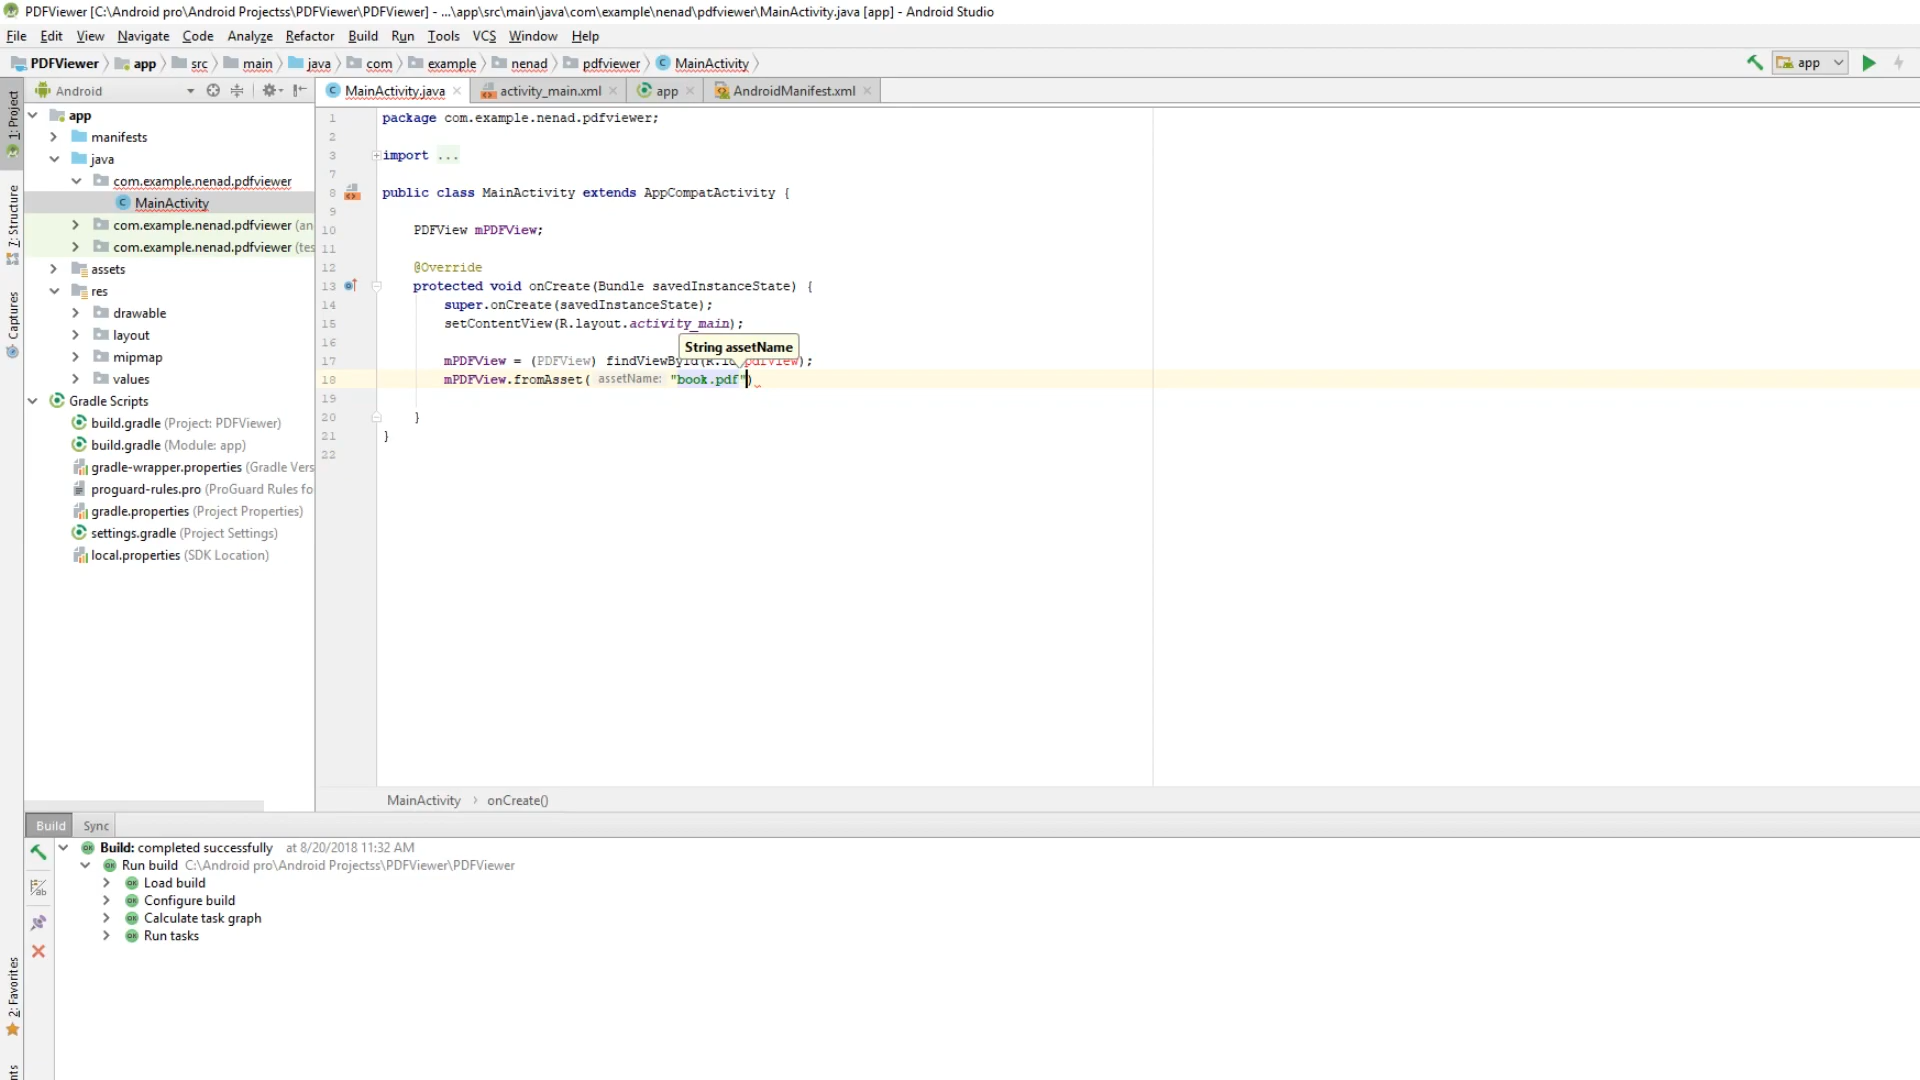 PDFViewer [C:\Android pro\Android Projectss\PDFViewer\PDFViewer] - ...\app\src\main\java\com\example\nenad\pdfviewer\MainActivity.java [app] - Android Studio
File Edit View Navigate Code Analyze Refactor Build Run Tools VCS Window Help
PDFViewer app src main java com example nenad pdfviewer MainActivity app
Android MainActivity.java activity_main.xml app AndroidManifest.xml
1: Project
7: Structure
Captures
2: Favorites
nts
app
manifests
java
com.example.nenad.pdfviewer
MainActivity
com.example.nenad.pdfviewer (an
com.example.nenad.pdfviewer (tes
assets
res
drawable
layout
mipmap
values
Gradle Scripts
build.gradle (Project: PDFViewer)
build.gradle (Module: app)
gradle-wrapper.properties (Gradle Vers
proguard-rules.pro (ProGuard Rules fo
gradle.properties (Project Properties)
settings.gradle (Project Settings)
local.properties (SDK Location)
1 package com.example.nenad.pdfviewer;
2
3 import ...
7
8 public class MainActivity extends AppCompatActivity {
9
10 PDFView mPDFView;
11
12 @Override
13 protected void onCreate(Bundle savedInstanceState) {
14 super.onCreate(savedInstanceState);
15 setContentView(R.layout.activity_main);
16
String assetName
17 mPDFView = (PDFView) findViewById(R.id.pdfView);
18 mPDFView.fromAsset( assetName: "book.pdf")
19
20 }
21 }
22
MainActivity onCreate()
Build Sync
Build: completed successfully at 8/20/2018 11:32 AM
Run build C:\Android pro\Android Projectss\PDFViewer\PDFViewer
Load build
Configure build
Calculate task graph
Run tasks